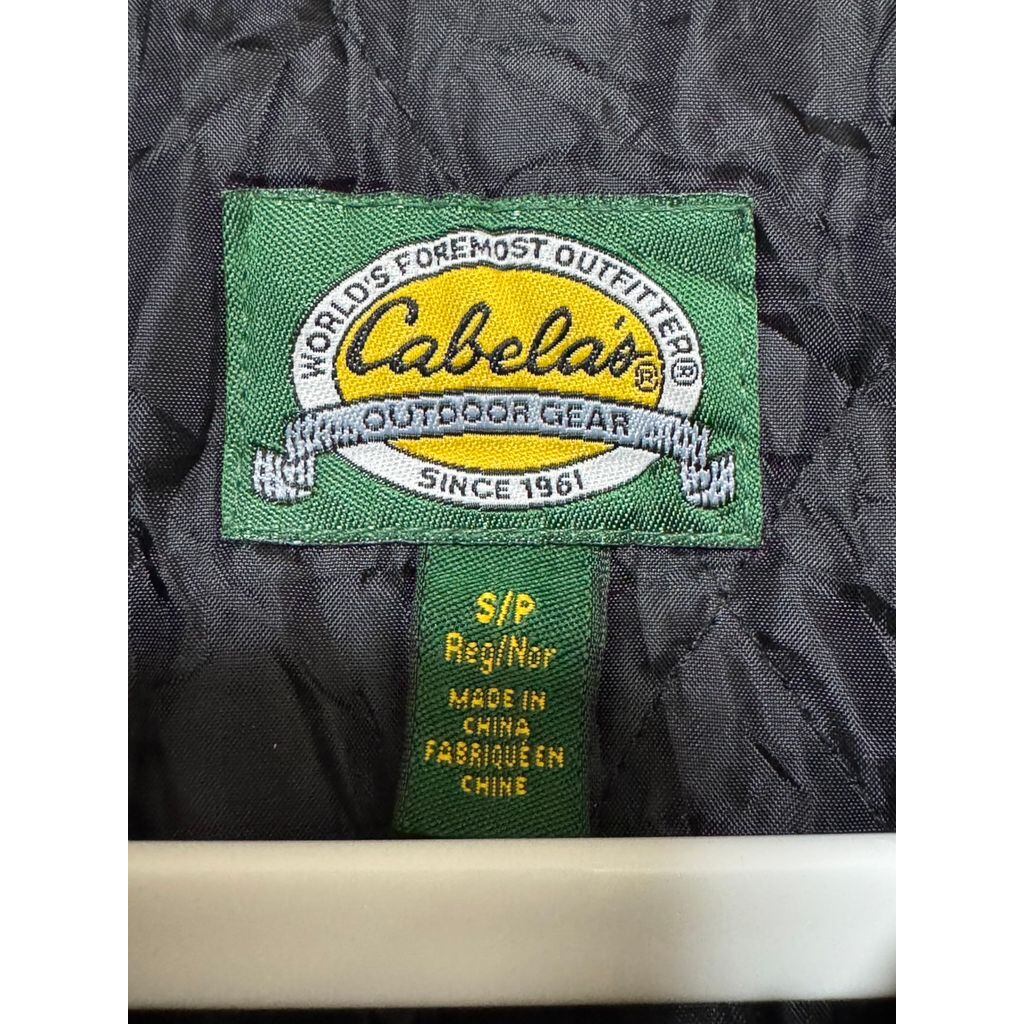 WORLD'S FOREMOST OUTFITTER®
Cabela's®
OUTDOOR GEAR
SINCE 1961
S/P
Reg/Nor
MADE IN
CHINA
FABRIQUÉ EN
CHINE